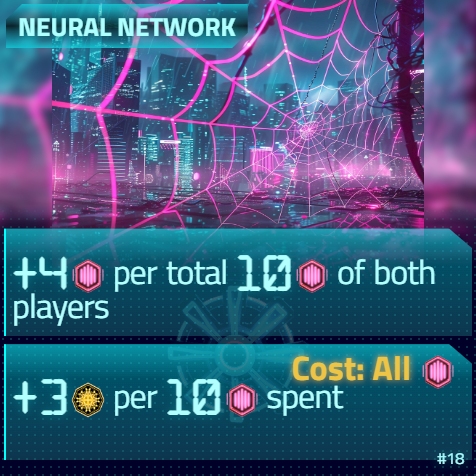 NEURAL NETWORK
+4 per total 10 of both
players
Cost: All
+3 per 10 spent
#18